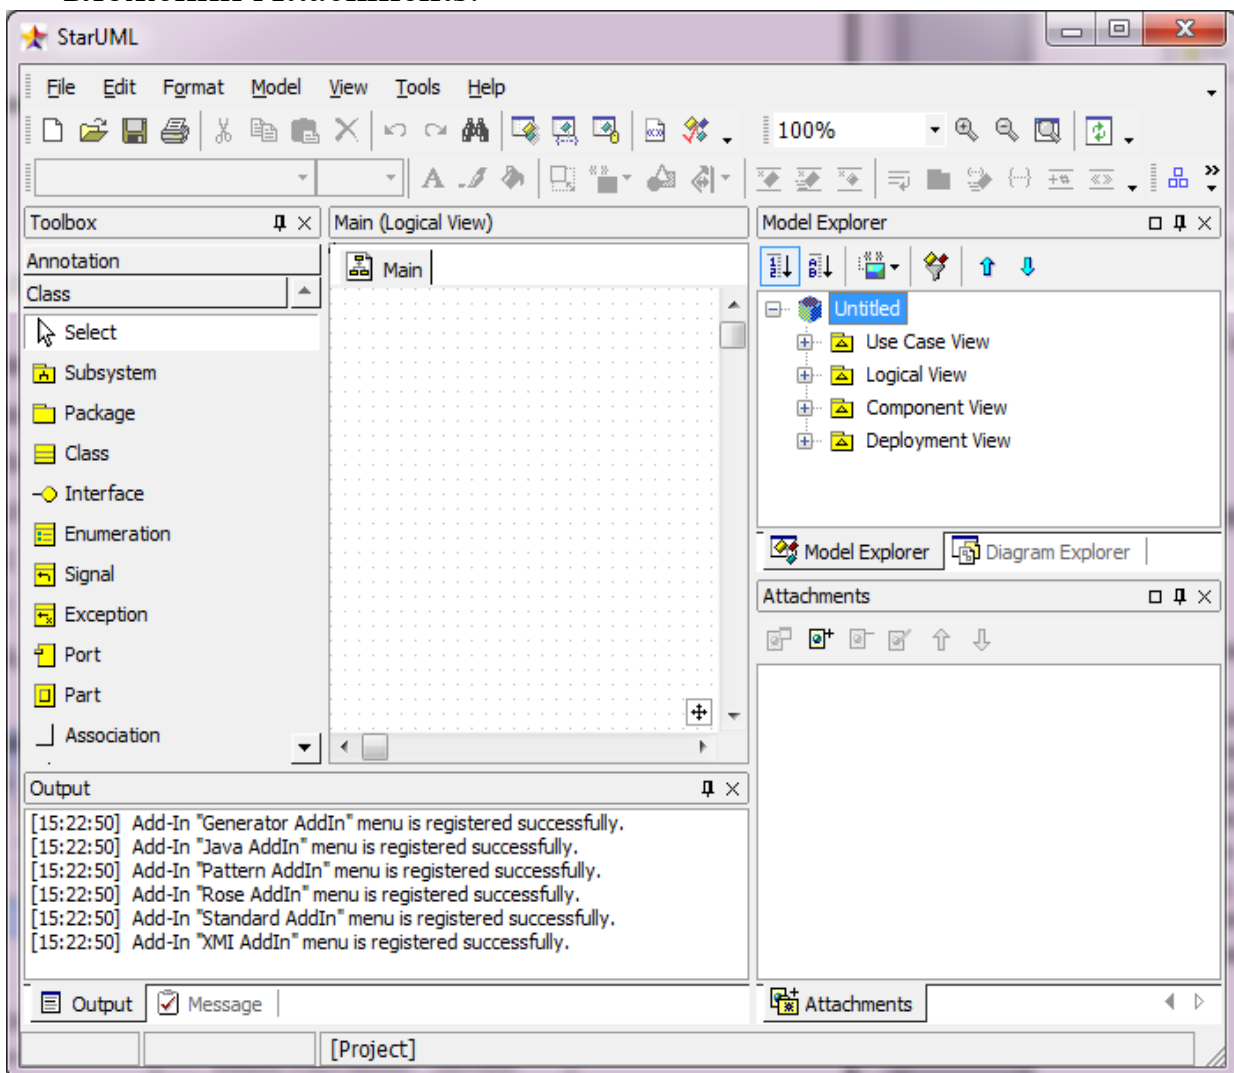 StarUML
File Edit Format Model View Tools Help
100%
Toolbox
Main (Logical View)
Model Explorer
Annotation
Class
Main
Select
Subsystem
Package
Class
Interface
Enumeration
Signal
Exception
Port
Part
Association
Untitled
Use Case View
Logical View
Component View
Deployment View
Model Explorer
Diagram Explorer
Attachments
Output
[15:22:50] Add-In "Generator AddIn" menu is registered successfully.
[15:22:50] Add-In "Java AddIn" menu is registered successfully.
[15:22:50] Add-In "Pattern AddIn" menu is registered successfully.
[15:22:50] Add-In "Rose AddIn" menu is registered successfully.
[15:22:50] Add-In "Standard AddIn" menu is registered successfully.
[15:22:50] Add-In "XMI AddIn" menu is registered successfully.
Output
Message
Attachments
[Project]